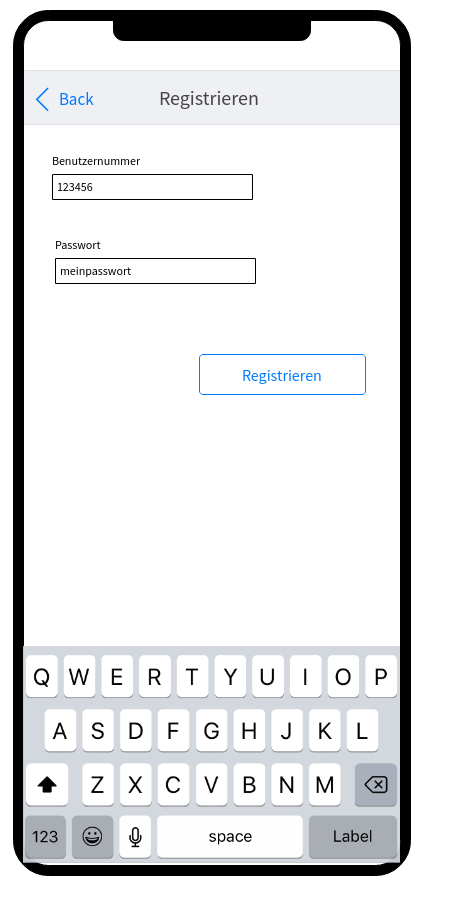 Back Registrieren
Benutzernummer
123456
Passwort
meinpasswort
Registrieren
Q W E R T Y U I O P
A S D F G H J K L
Z X C V B N M
123 space Label